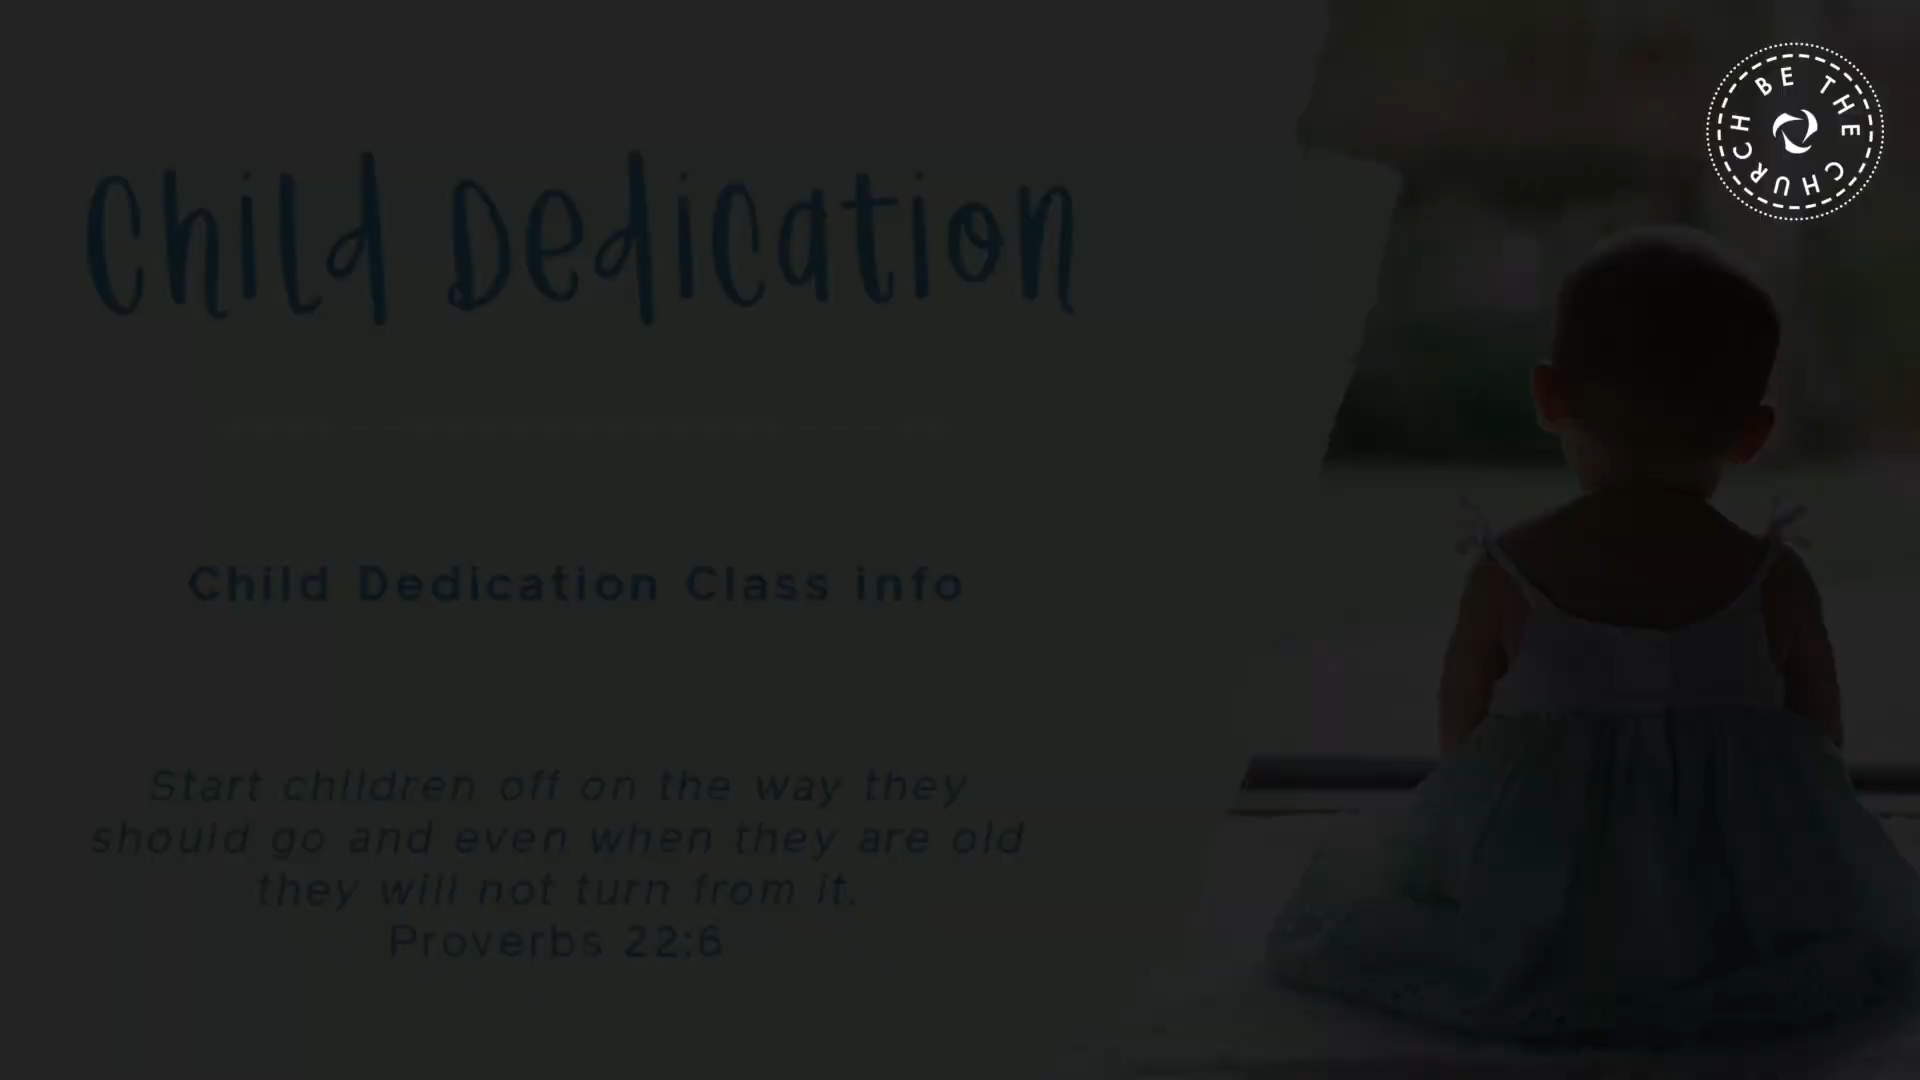 BE THE CHURCH
Child Dedication
Child Dedication Class info
Start children off on the way they
should go and even when they are old
they will not turn from it.
Proverbs 22:6